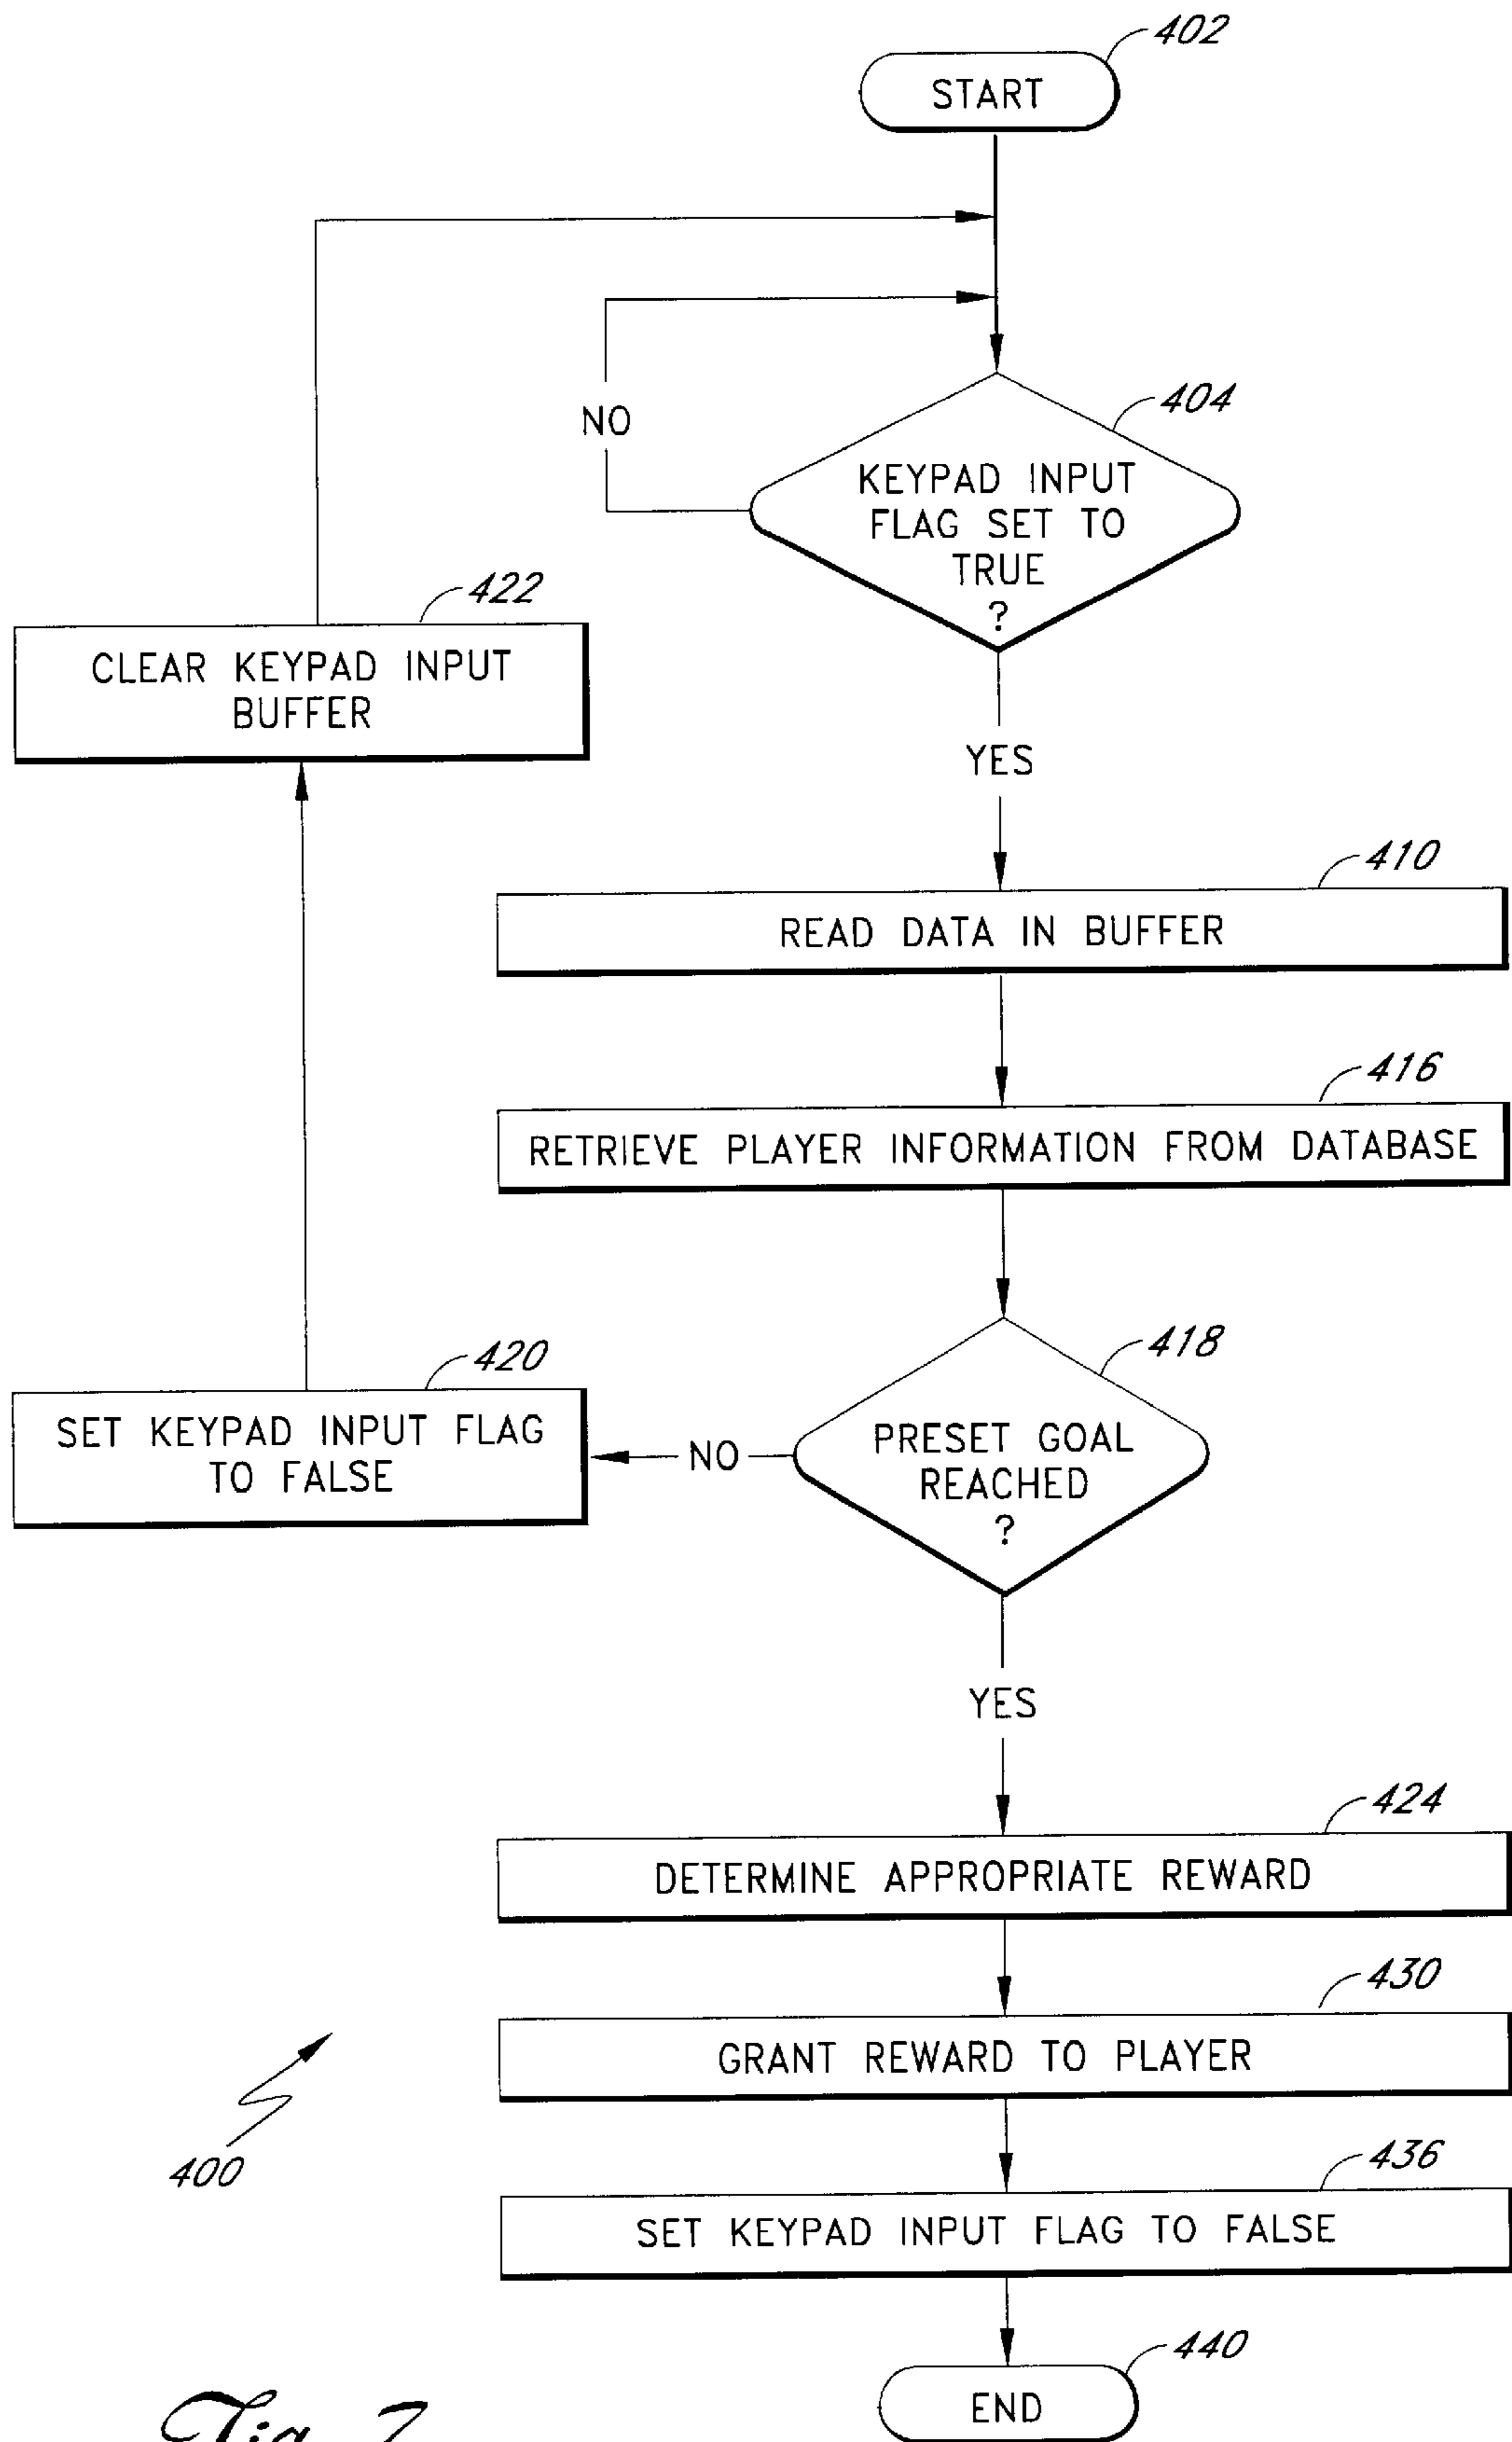 402
START
404
NO
KEYPAD INPUT
FLAG SET TO
TRUE
?
422
CLEAR KEYPAD INPUT
BUFFER
YES
410
READ DATA IN BUFFER
416
RETRIEVE PLAYER INFORMATION FROM DATABASE
418
420
SET KEYPAD INPUT FLAG
TO FALSE
NO
PRESET GOAL
REACHED
?
YES
424
DETERMINE APPROPRIATE REWARD
430
GRANT REWARD TO PLAYER
400
436
SET KEYPAD INPUT FLAG TO FALSE
440
END
Fig. 7